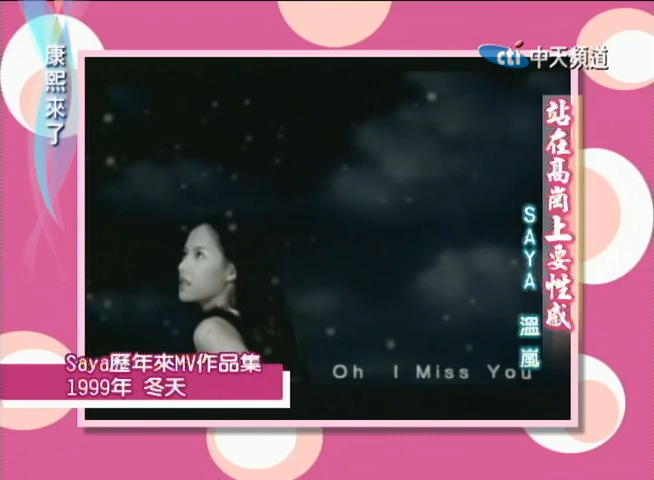 康熙來了
cti 中天頻道
站在高崗上要性感
SAYA 溫嵐
Oh I Miss You
Saya歷年來MV作品集
1999年 冬天